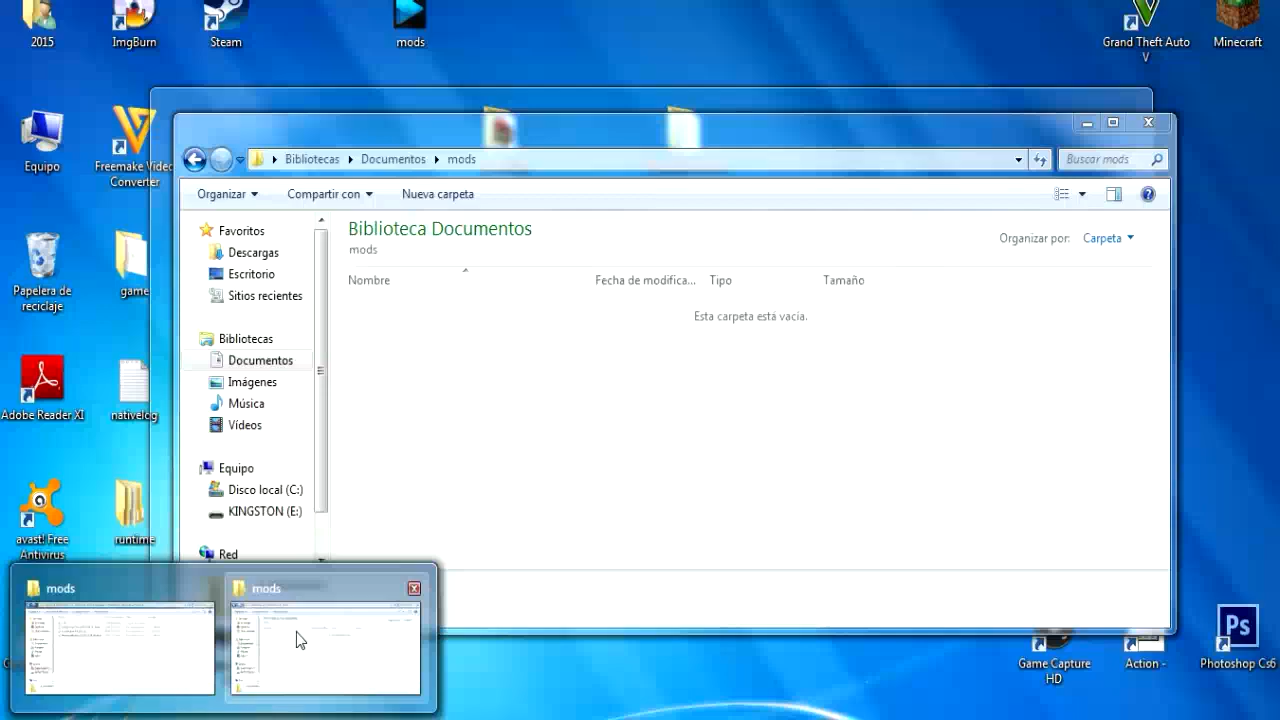 2015
ImgBurn
Steam
mods
Grand Theft Auto
V
Minecraft
Equipo
Freemake Video
Converter
Papelera de
reciclaje
game
Adobe Reader XI
nativelog
avast! Free
Antivirus
runtime
Bibliotecas
Documentos
mods
Buscar mods
Organizar
Compartir con
Nueva carpeta
Favoritos
Descargas
Escritorio
Sitios recientes
Bibliotecas
Documentos
Imágenes
Música
Vídeos
Equipo
Disco local (C:)
KINGSTON (E:)
Red
Biblioteca Documentos
mods
Organizar por:
Carpeta
Nombre
Fecha de modifica...
Tipo
Tamaño
Esta carpeta está vacía.
mods
mods
Game Capture
HD
Action -
Ps
Photoshop Cs6